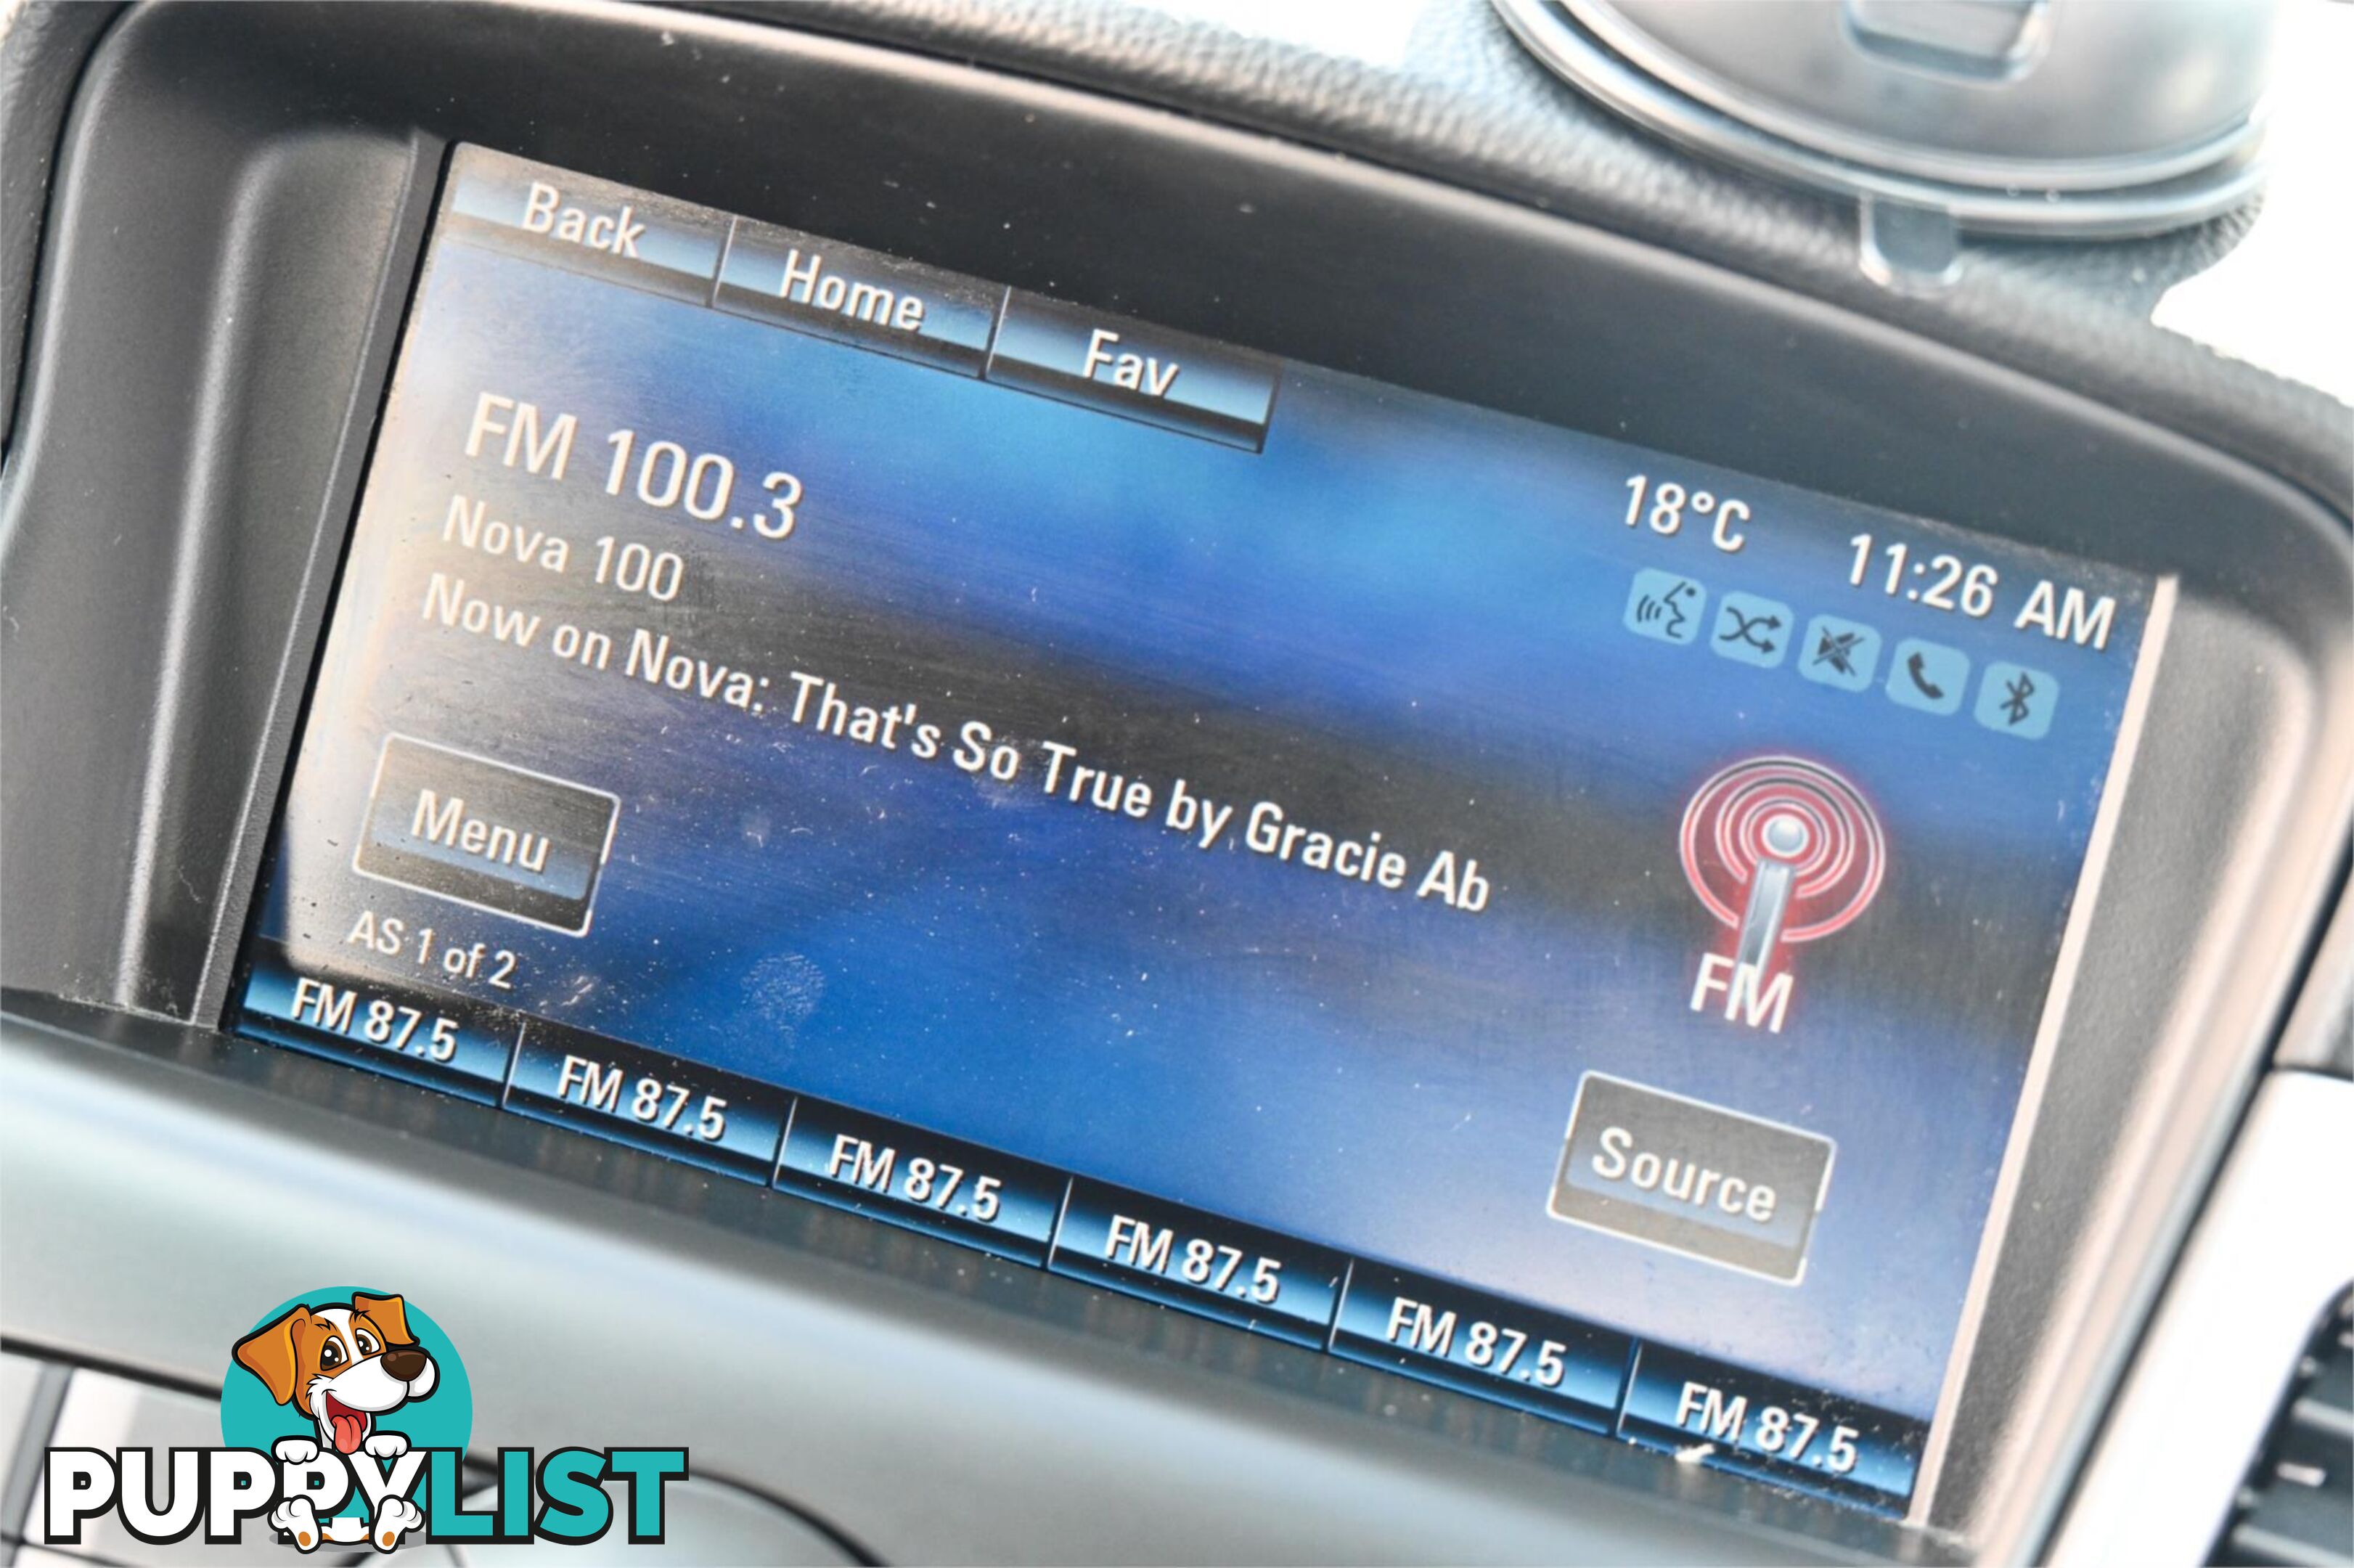 Back Home Fav
18°C 11:26 AM
FM 100.3
Nova 100
Now on Nova: That's So True by Gracie Ab
FM
Menu
Source
AS 1 of 2
FM 87.5 FM 87.5 FM 87.5 FM 87.5 FM 87.5 FM 87.5
PUPPYLIST